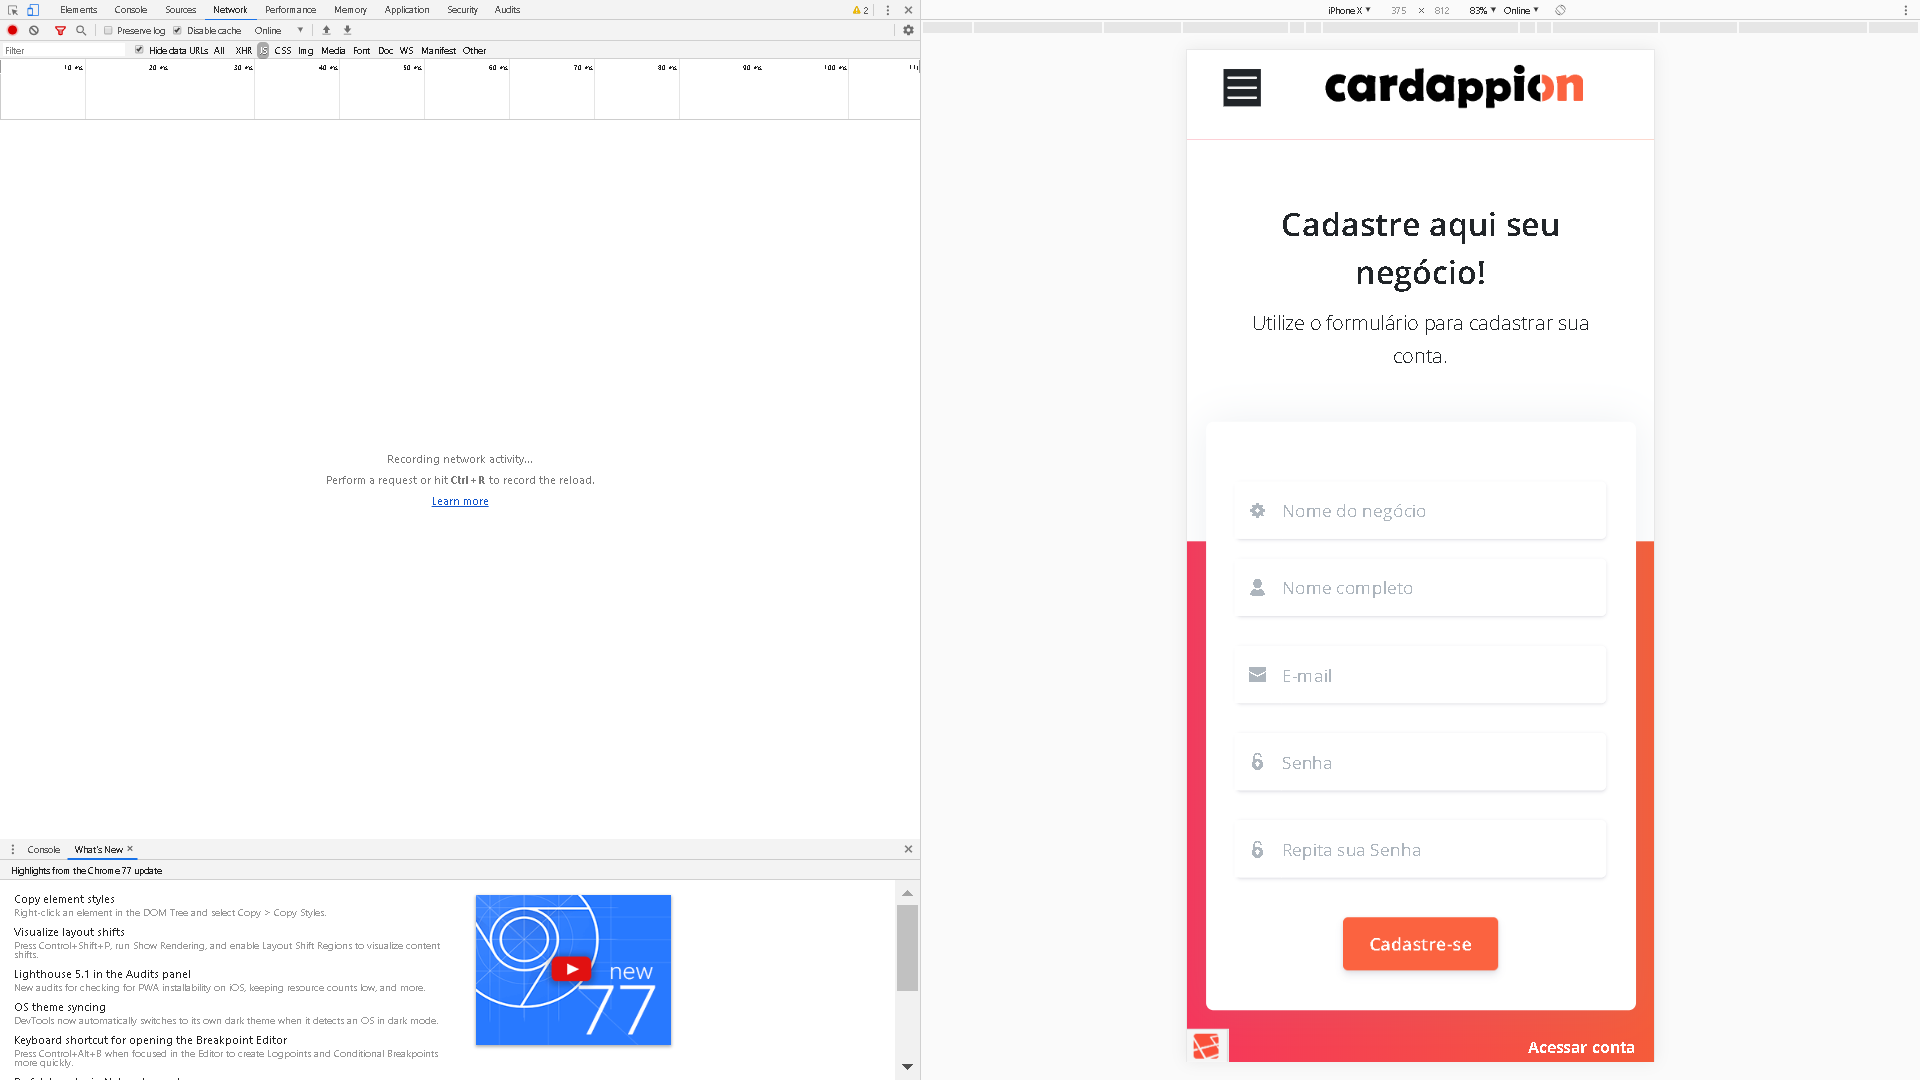 Elements Console Sources Network Performance Memory Application Security Audits 2
Preserve log Disable cache Online
Filter Hide data URLs All XHR JS CSS Img Media Font Doc WS Manifest Other
10 ms 20 ms 30 ms 40 ms 50 ms 60 ms 70 ms 80 ms 90 ms 100 ms
Recording network activity...
Perform a request or hit Ctrl + R to record the reload.
Learn more
Console What's New
Highlights from the Chrome 77 update
Copy element styles
Right-click an element in the DOM Tree and select Copy > Copy Styles.
Visualize layout shifts
Press Control+Shift+P, run Show Rendering, and enable Layout Shift Regions to visualize content
shifts.
Lighthouse 5.1 in the Audits panel
New audits for checking for PWA installability on iOS, keeping resource counts low, and more.
OS theme syncing
DevTools now automatically switches to its own dark theme when it detects an OS in dark mode.
Keyboard shortcut for opening the Breakpoint Editor
Press Control+Alt+B when focused in the Editor to create Logpoints and Conditional Breakpoints
more quickly.
new
77
iPhone X 375 × 812 83% Online
cardappion
Cadastre aqui seu
negócio!
Utilize o formulário para cadastrar sua
conta.
Nome do negócio
Nome completo
E-mail
Senha
Repita sua Senha
Cadastre-se
Acessar conta